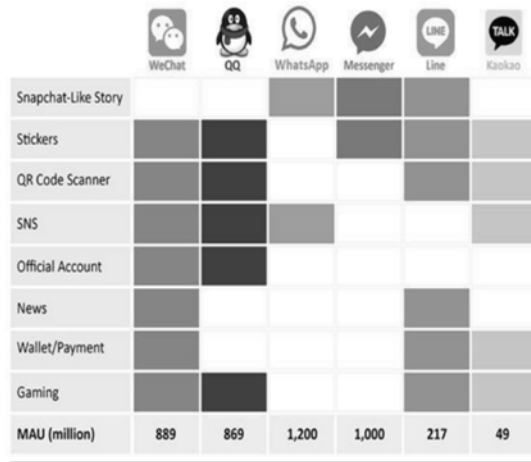 LINE
TALK
WeChat QQ WhatsApp Messenger Line Kaokao
Snapchat-Like Story
Stickers
QR Code Scanner
SNS
Official Account
News
Wallet/Payment
Gaming
MAU (million) 889 869 1,200 1,000 217 49